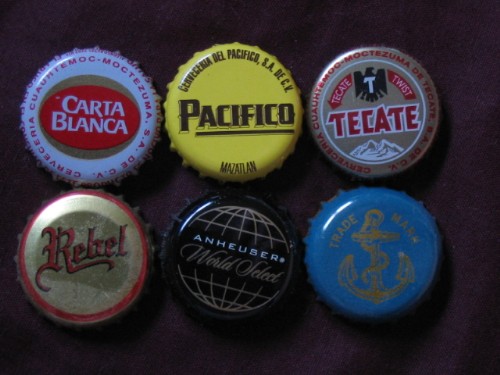 CARTA
BLANCA
CERVECERIA CUAUHTEMOC-MOCTEZUMA, S.A. DE C.V.
CERVECERIA DEL PACIFICO, S.A. DE C.V.
PACIFICO
MAZATLAN
CERVECERIA CUAUHTEMOC-MOCTEZUMA DE TECATE S.A. DE C.V.
TECATE T TWIST
TECATE
Rebel
ANHEUSER®
World Select
TRADE MARK